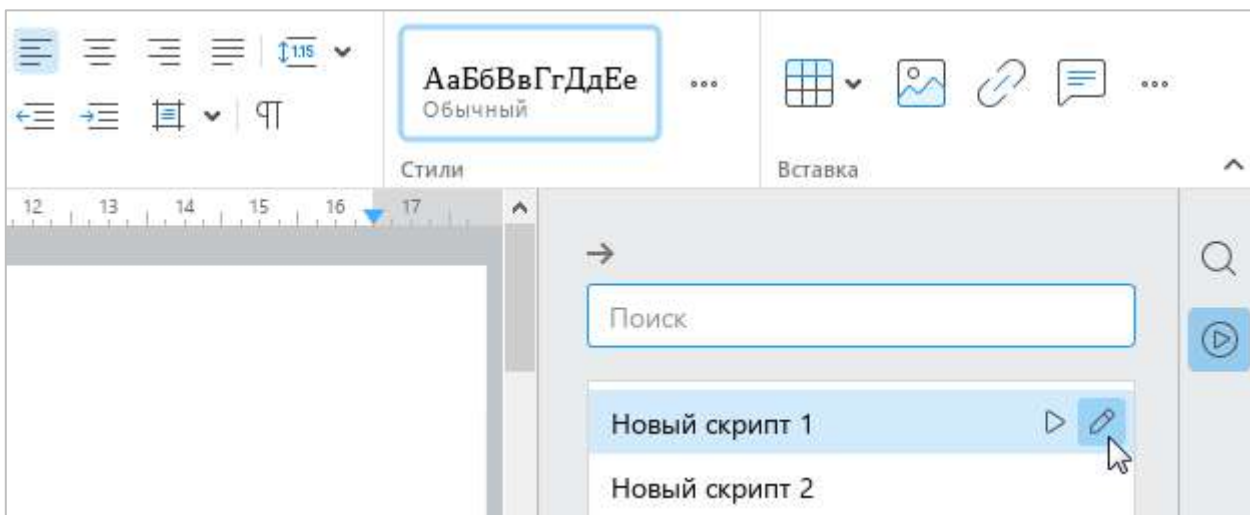 1.15
АаБбВвГгДдЕе
Обычный
Стили
Вставка
12 13 14 15 16 17
Поиск
Новый скрипт 1
Новый скрипт 2